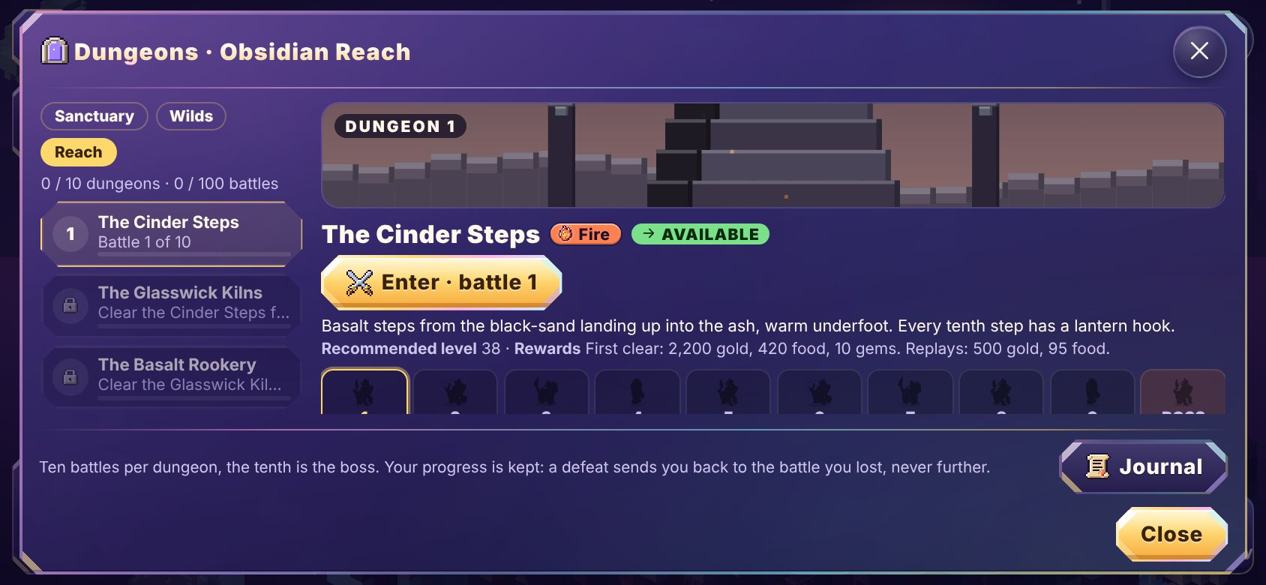 Dungeons · Obsidian Reach
Sanctuary
Wilds
Reach
0 / 10 dungeons · 0 / 100 battles
1
The Cinder Steps
Battle 1 of 10
The Glasswick Kilns
Clear the Cinder Steps f...
The Basalt Rookery
Clear the Glasswick Kil...
DUNGEON 1
The Cinder Steps
Fire
→ AVAILABLE
Enter · battle 1
Basalt steps from the black-sand landing up into the ash, warm underfoot. Every tenth step has a lantern hook.
Recommended level 38 · Rewards First clear: 2,200 gold, 420 food, 10 gems. Replays: 500 gold, 95 food.
Ten battles per dungeon, the tenth is the boss. Your progress is kept: a defeat sends you back to the battle you lost, never further.
Journal
Close